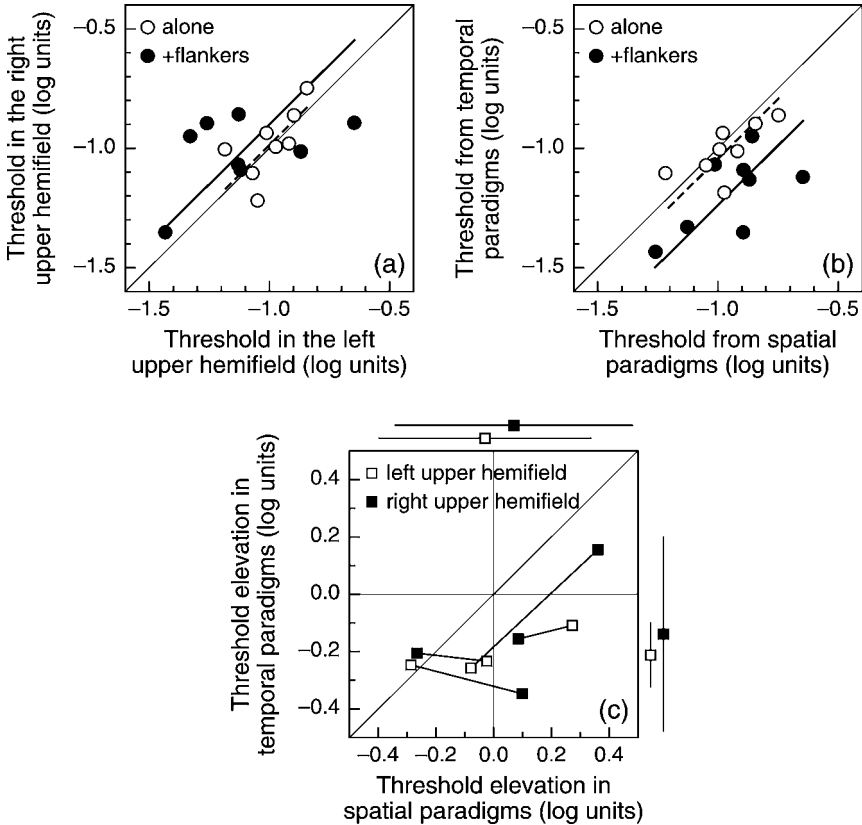 −0.5
−1.0
−1.5
alone
+flankers
Threshold in the right
upper hemifield (log units)
(a)
−1.5
−1.0
−0.5
Threshold in the left
upper hemifield (log units)
−0.5
−1.0
−1.5
alone
+flankers
Threshold from temporal
paradigms (log units)
(b)
−1.5
−1.0
−0.5
Threshold from spatial
paradigms (log units)
0.4
0.2
0.0
−0.2
−0.4
left upper hemifield
right upper hemifield
Threshold elevation in
temporal paradigms (log units)
(c)
−0.4
−0.2
0.0
0.2
0.4
Threshold elevation in
spatial paradigms (log units)